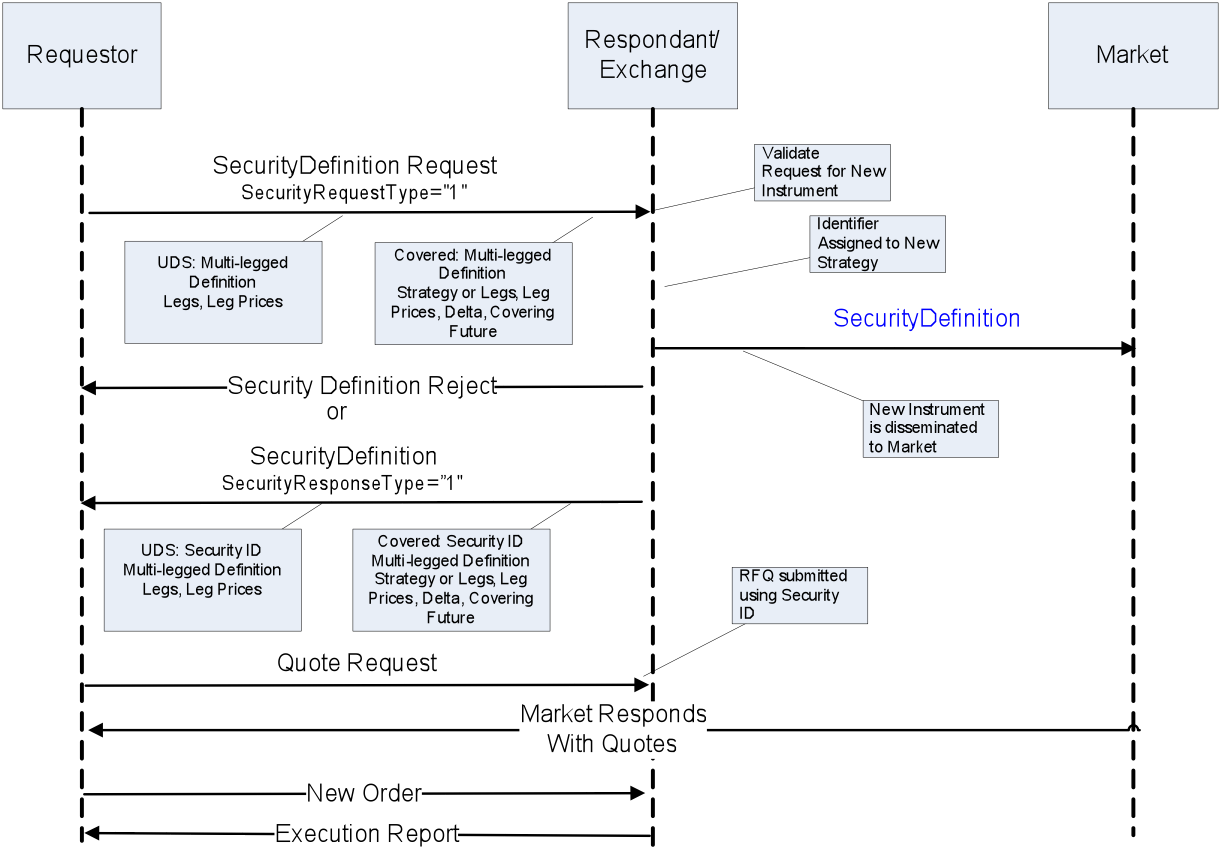 Requestor
Respondant/
Exchange
Market
SecurityDefinition Request
SecurityRequestType="1"
Validate
Request for New
Instrument
Identifier
Assigned to New
Strategy
UDS: Multi-legged
Definition
Legs, Leg Prices
Covered: Multi-legged
Definition
Strategy or Legs, Leg
Prices, Delta, Covering
Future
SecurityDefinition
Security Definition Reject
or
New Instrument
is disseminated
to Market
SecurityDefinition
SecurityResponseType="1"
UDS: Security ID
Multi-legged Definition
Legs, Leg Prices
Covered: Security ID
Multi-legged Definition
Strategy or Legs, Leg
Prices, Delta, Covering
Future
RFQ submitted
using Security
ID
Quote Request
Market Responds
With Quotes
New Order
Execution Report